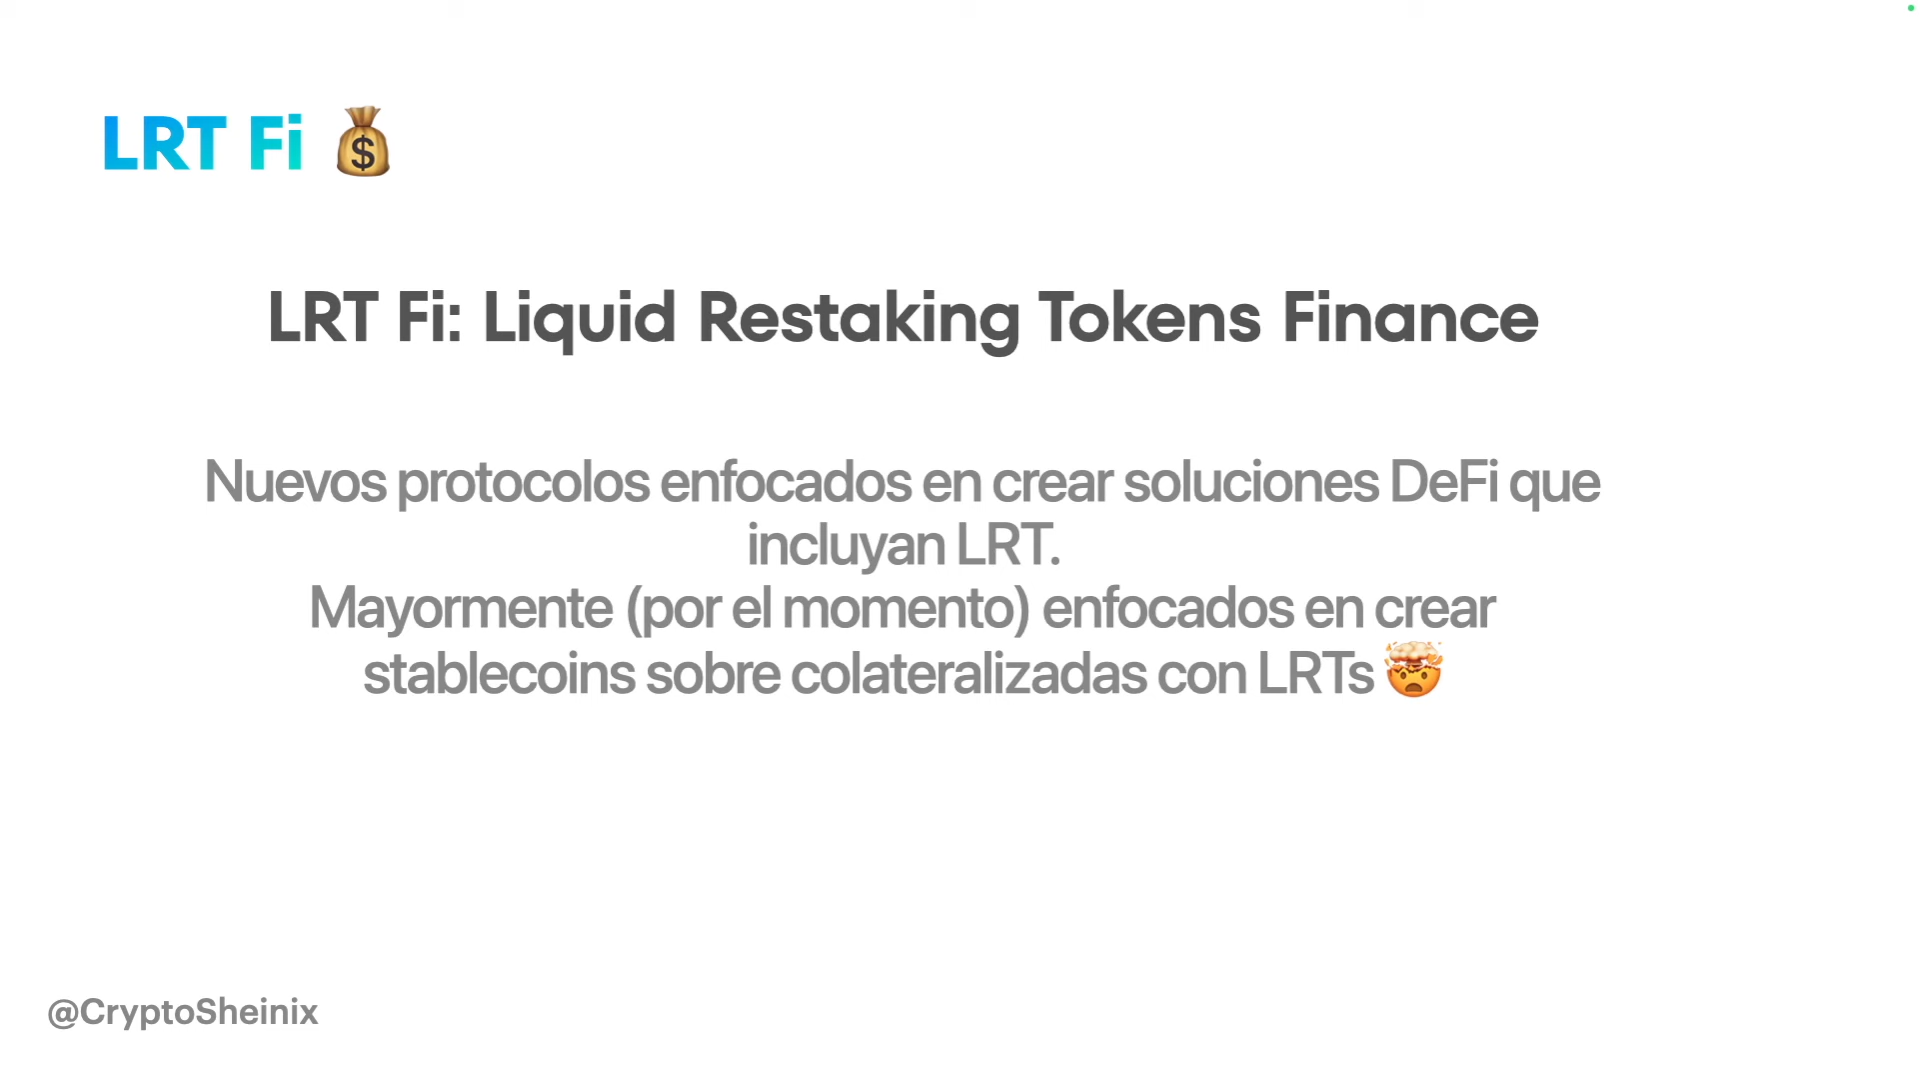 LRT Fi 💰
LRT Fi: Liquid Restaking Tokens Finance
Nuevos protocolos enfocados en crear soluciones DeFi que
incluyan LRT.
Mayormente (por el momento) enfocados en crear
stablecoins sobre colateralizadas con LRTs 🤯
@CryptoSheinix